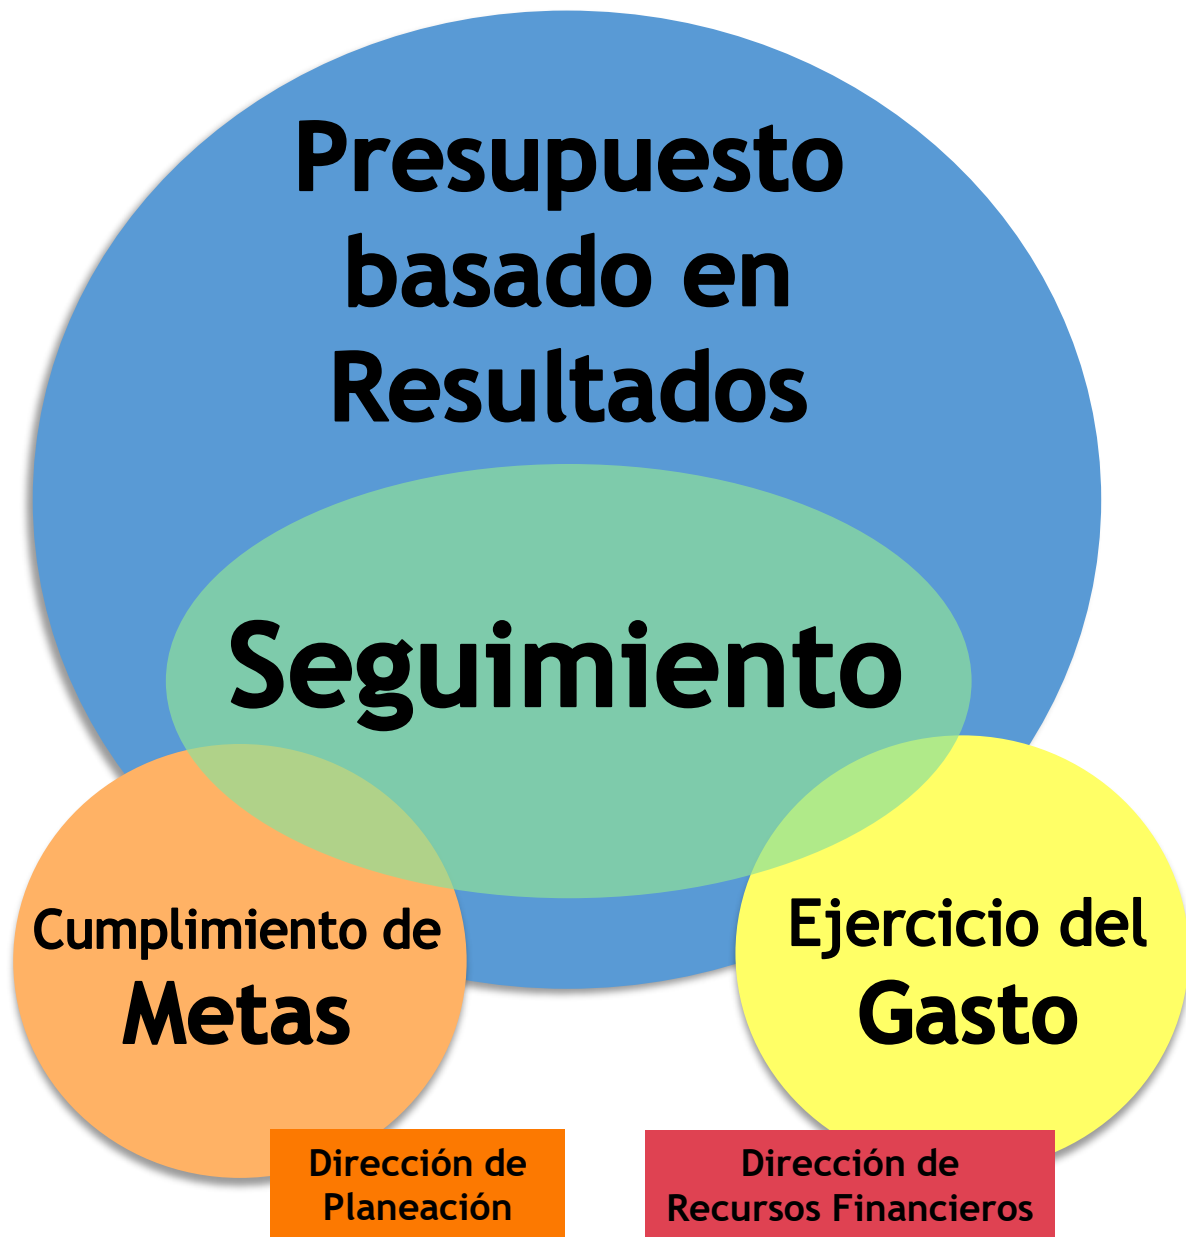 Presupuesto
basado en
Resultados
Seguimiento
Cumplimiento de
Metas
Ejercicio del
Gasto
Dirección de
Planeación
Dirección de
Recursos Financieros